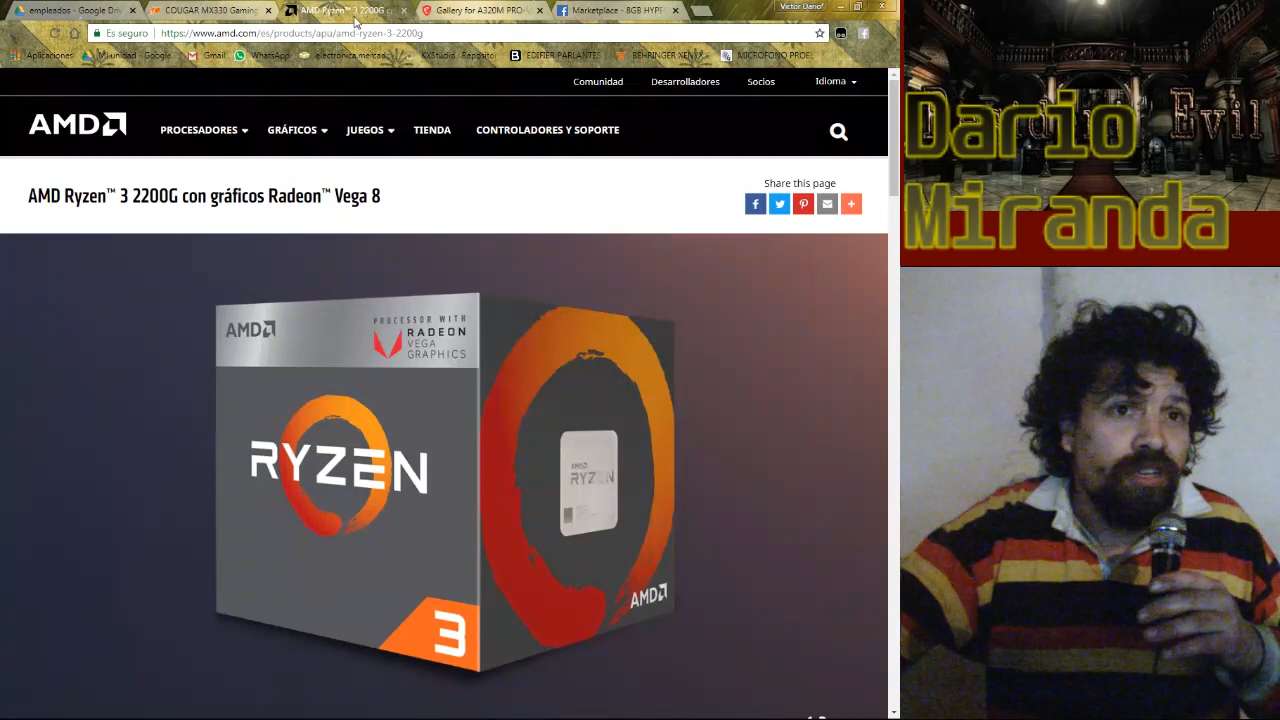 empleados - Google Driv
COUGAR MX330 Gaming
AMD Ryzen™ 3 2200G c
Gallery for A320M PRO-V
Marketplace - 8GB HYPE
Victor Dario!
Es seguro
https://www.amd.com/es/products/apu/amd-ryzen-3-2200g
Aplicaciones
Mi unidad - Google
Gmail
WhatsApp
electronica.mercad
KXStudio : Repositor
EDIFIER PARLANTES
BEHRINGER XENYX
MICROFONO PROEL
Comunidad
Desarrolladores
Socios
Idioma
AMD
PROCESADORES
GRÁFICOS
JUEGOS
TIENDA
CONTROLADORES Y SOPORTE
AMD Ryzen™ 3 2200G con gráficos Radeon™ Vega 8
Share this page
AMD
PROCESSOR WITH
RADEON
VEGA
GRAPHICS
RYZEN
3
AMD
RYZEN
AMD
Evil
Dario
Miranda